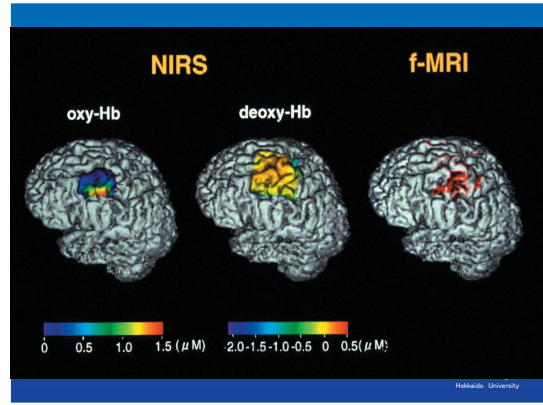 NIRS
f-MRI
oxy-Hb
deoxy-Hb
0 0.5 1.0 1.5 (μM)
-2.0 -1.5 -1.0 -0.5 0 0.5(μM)
Hokkaido University